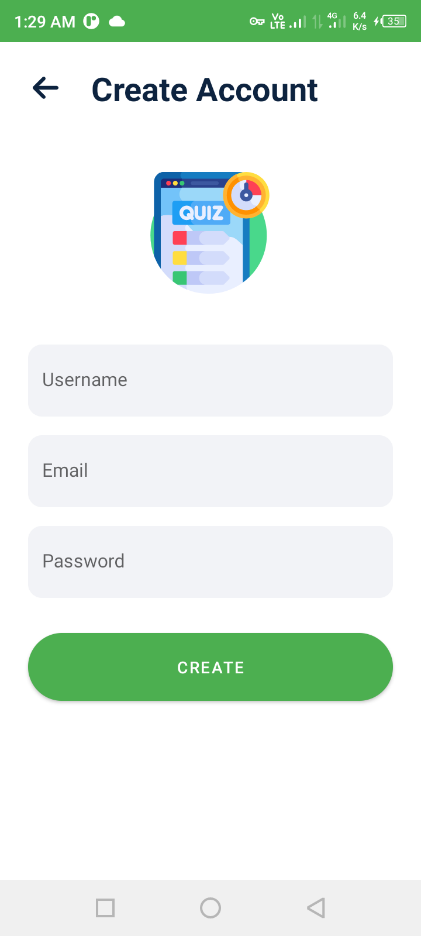 1:29 AM Vo LTE 4G 6.4 K/s 35
Create Account
QUIZ
Username
Email
Password
CREATE